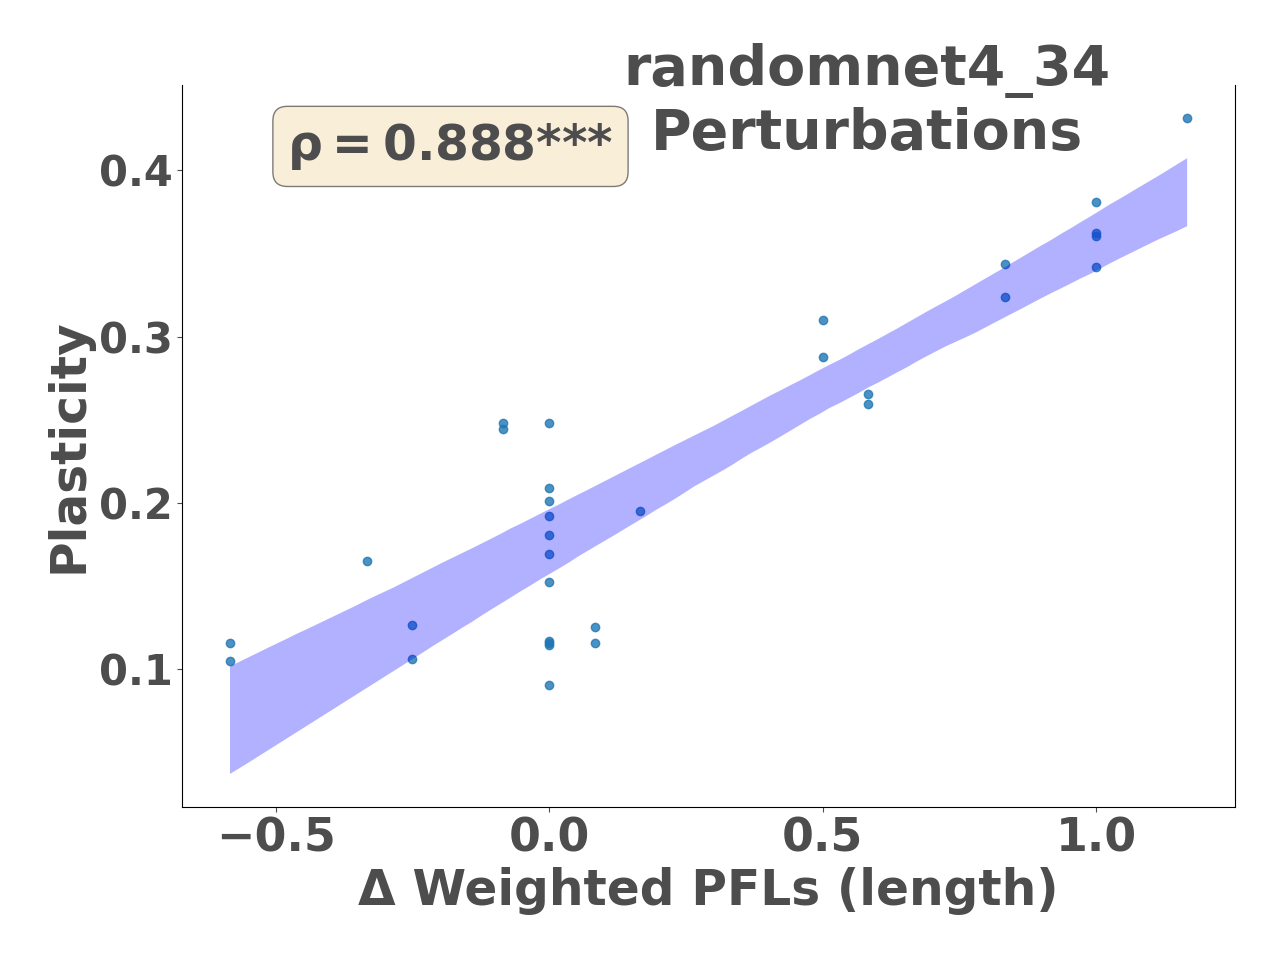 randomnet4_34
Perturbations
ρ = 0.888***
Plasticity
0.4
0.3
0.2
0.1
−0.5 0.0 0.5 1.0
Δ Weighted PFLs (length)